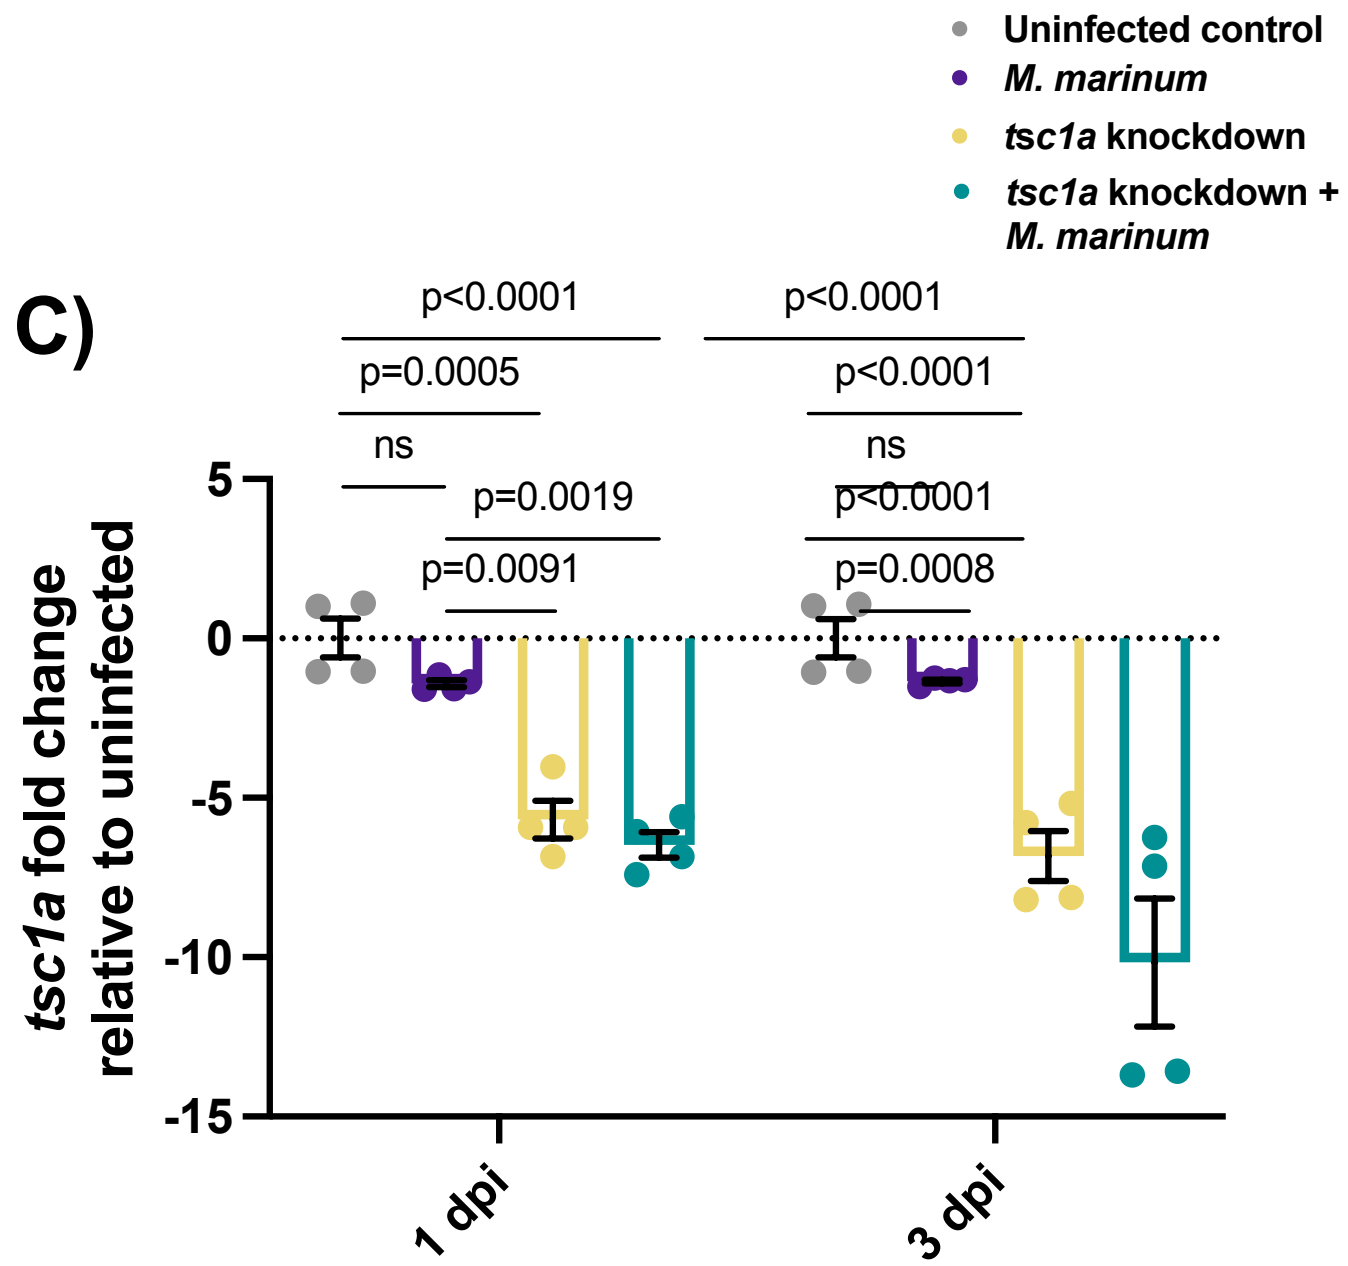 Uninfected control
M. marinum
tsc1a knockdown
tsc1a knockdown +
M. marinum
C)
p<0.0001
p<0.0001
p=0.0005
p<0.0001
ns
ns
p=0.0019
p<0.0001
p=0.0091
p=0.0008
5
0
-5
-10
-15
tsc1a fold change
relative to uninfected
1 dpi
3 dpi